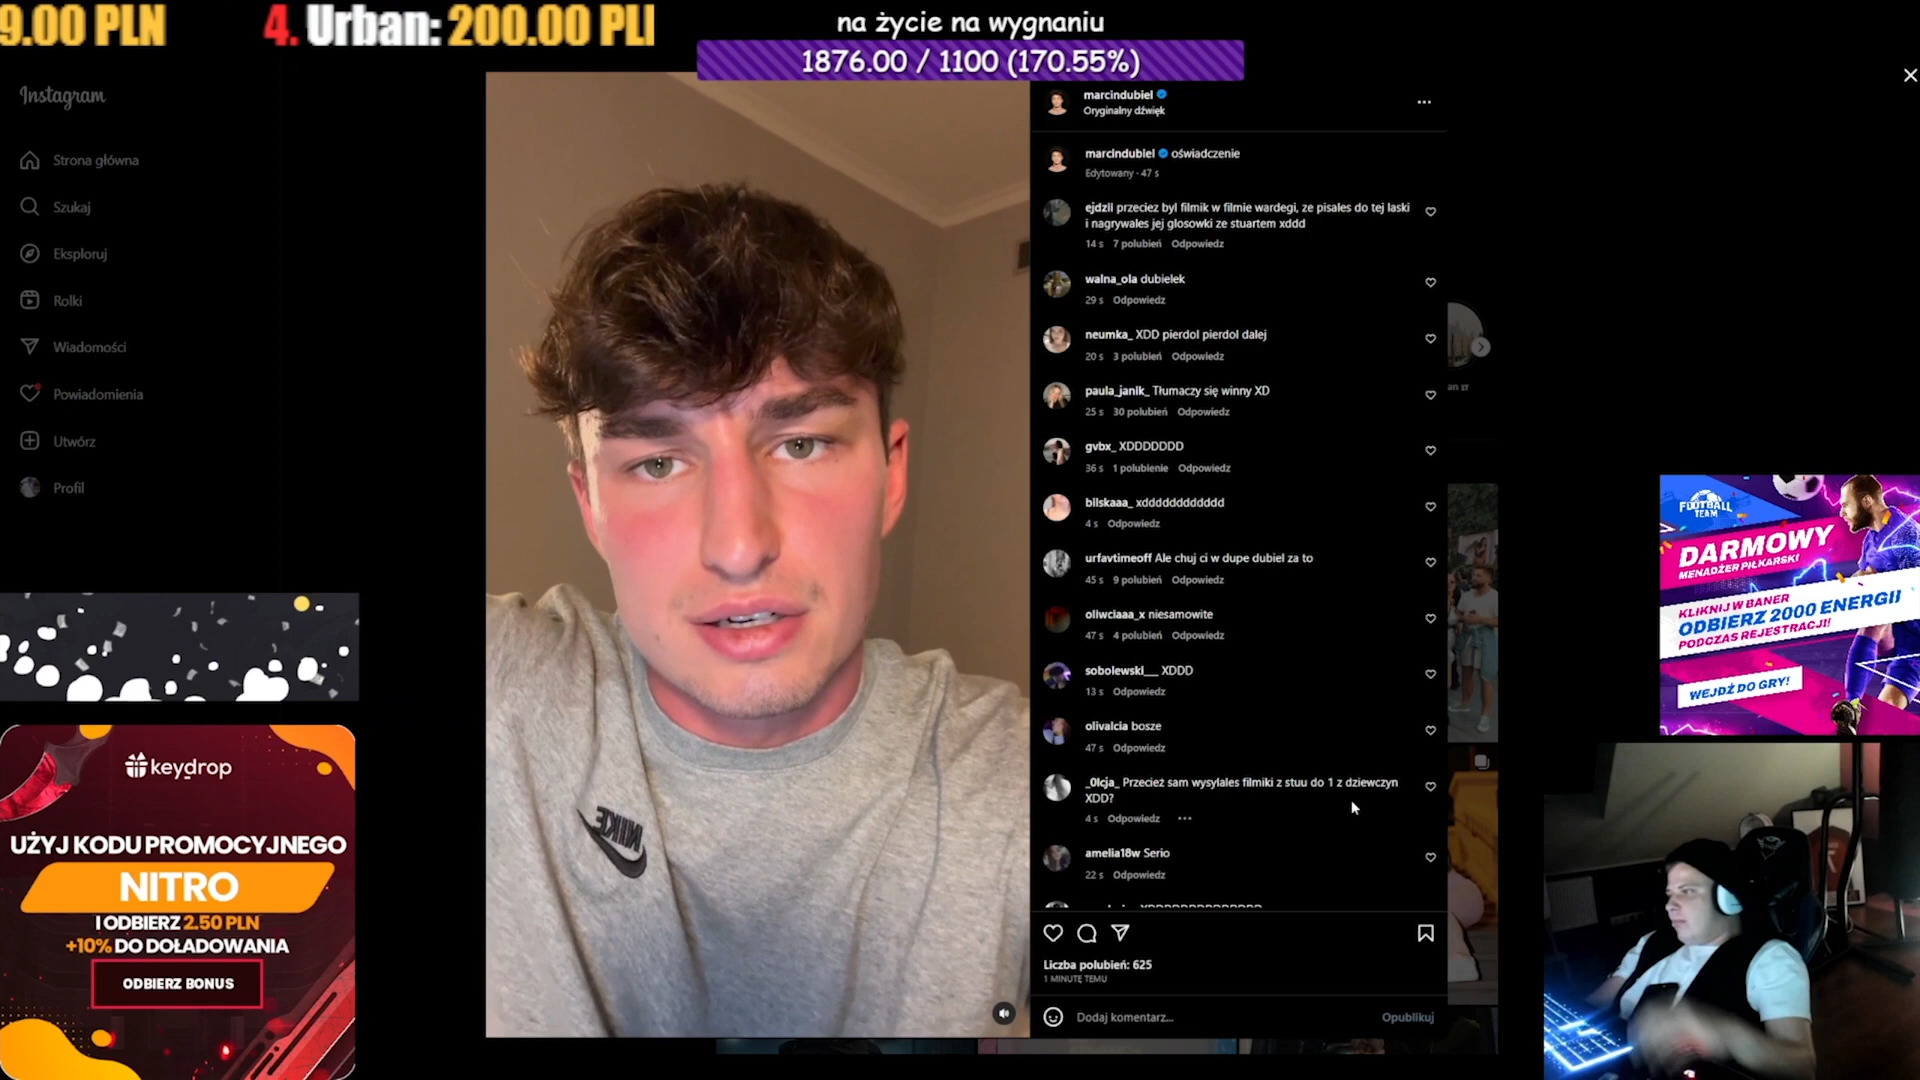 9.00 PLN
4. Urban: 200.00 PL
na życie na wygnaniu
1876.00 / 1100 (170.55%)
Instagram
Strona główna
Szukaj
Eksploruj
Rolki
Wiadomości
Powiadomienia
Utwórz
Profil
marcindubiel
Oryginalny dźwięk
marcindubiel oświadczenie
Edytowany · 47 s
ejdzii przeciez byl filmik w filmie wardegi, ze pisales do tej laski
i nagrywales jej glosowki ze stuartem xddd
14 s 7 polubień Odpowiedz
walna_ola dubielek
29 s Odpowiedz
neumka_ XDD pierdol pierdol dalej
20 s 3 polubień Odpowiedz
paula_janik_ Tłumaczy się winny XD
25 s 30 polubień Odpowiedz
gvbx_ XDDDDDDD
36 s 1 polubienie Odpowiedz
bilskaaa_ xdddddddddddd
4 s Odpowiedz
urfavtimeoff Ale chuj ci w dupe dubiel za to
45 s 9 polubień Odpowiedz
oliwciaaa_x niesamowite
47 s 4 polubień Odpowiedz
sobolewski___ XDDD
13 s Odpowiedz
olivalcia bosze
47 s Odpowiedz
_0lcja_ Przecież sam wysylales filmiki z stuu do 1 z dziewczyn
XDD?
4 s Odpowiedz
amelia18w Serio
22 s Odpowiedz
Liczba polubień: 625
1 MINUTĘ TEMU
Dodaj komentarz...
Opublikuj
NIKE
keydrop
UŻYJ KODU PROMOCYJNEGO
NITRO
I ODBIERZ 2.50 PLN
+10% DO DOŁADOWANIA
ODBIERZ BONUS
FOOTBALL
TEAM
DARMOWY
MENADŻER PIŁKARSKI
KLIKNIJ W BANER
ODBIERZ 2000 ENERGII
PODCZAS REJESTRACJI!
WEJDŹ DO GRY!